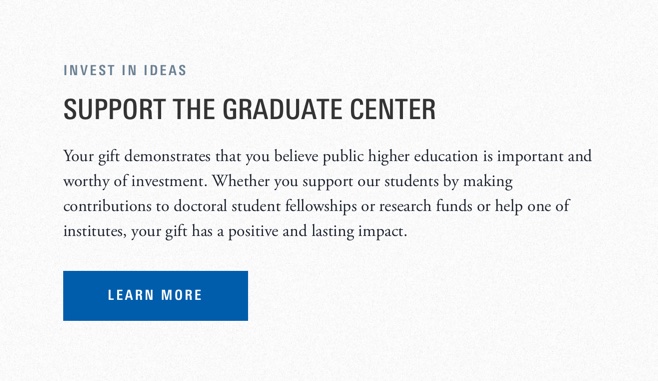 INVEST IN IDEAS
SUPPORT THE GRADUATE CENTER
Your gift demonstrates that you believe public higher education is important and
worthy of investment. Whether you support our students by making
contributions to doctoral student fellowships or research funds or help one of
institutes, your gift has a positive and lasting impact.
LEARN MORE